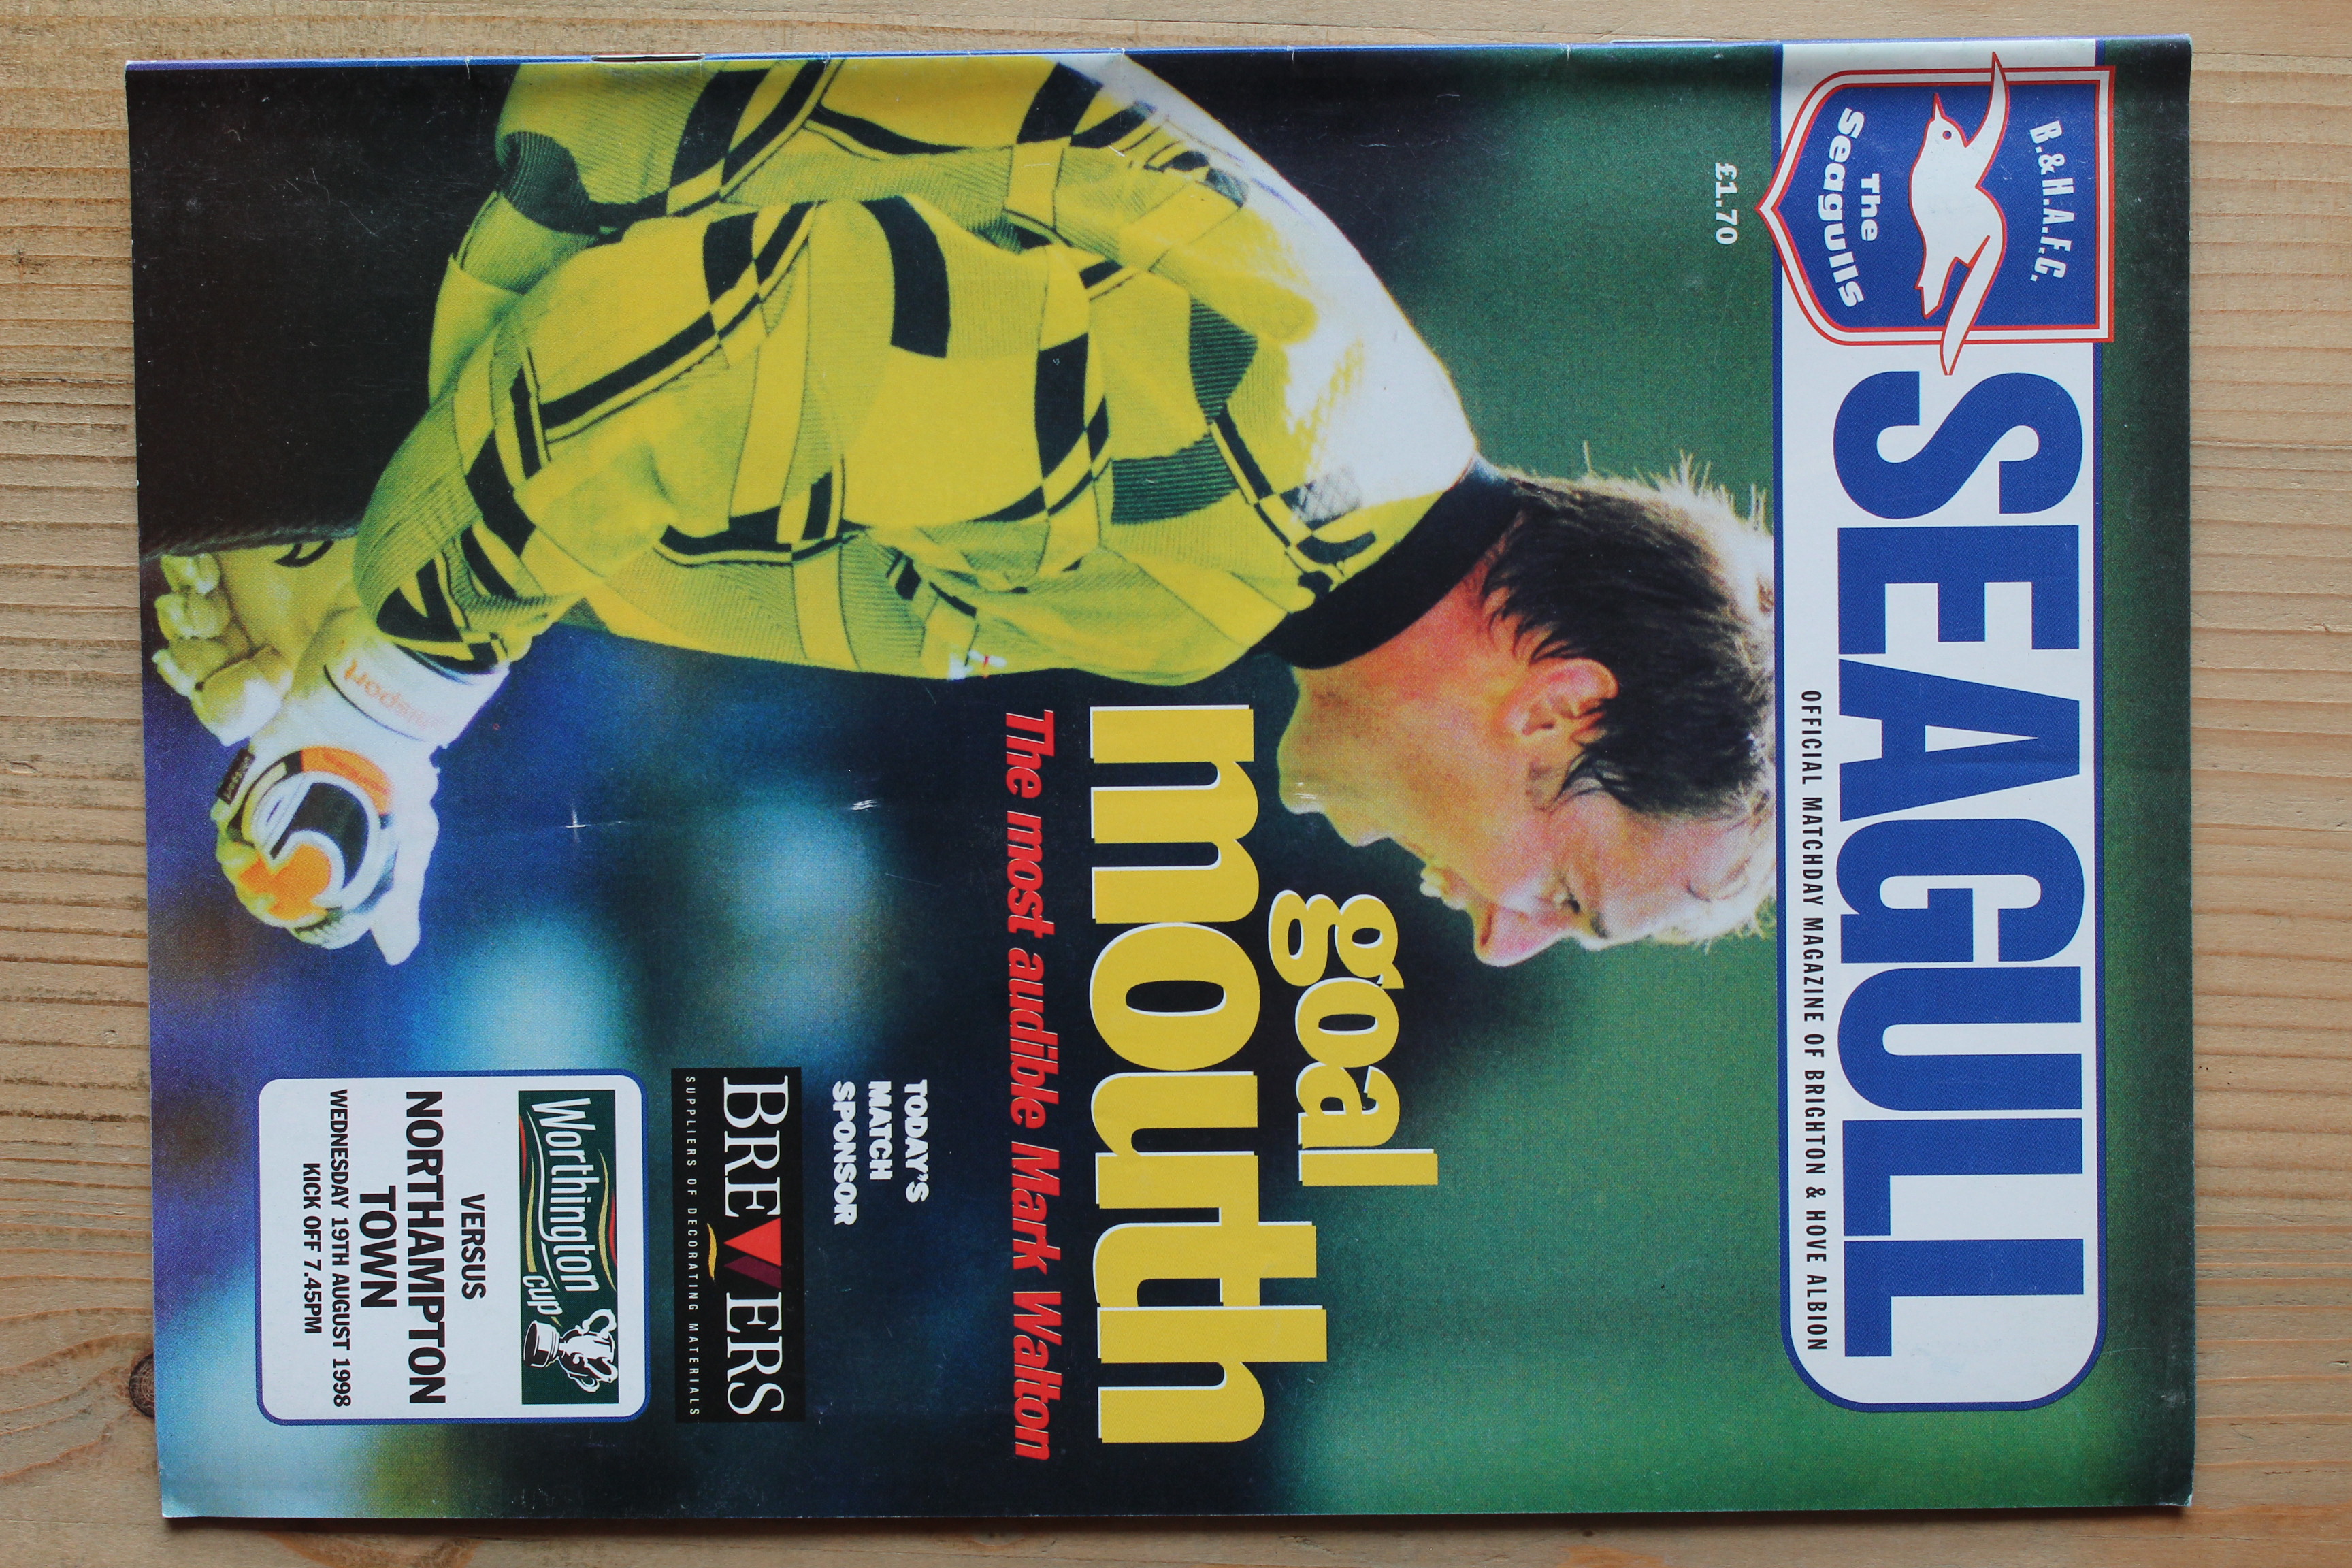 B.&H.A.F.C.
The
Seagulls
SEAGULL
OFFICIAL MATCHDAY MAGAZINE OF BRIGHTON & HOVE ALBION
£1.70
goal
mouth
The most audible Mark Walton
TODAY'S
MATCH
SPONSOR
BREWERS
SUPPLIERS OF DECORATING MATERIALS
Worthington
CUP
VERSUS
NORTHAMPTON
TOWN
WEDNESDAY 19TH AUGUST 1998
KICK OFF 7.45PM